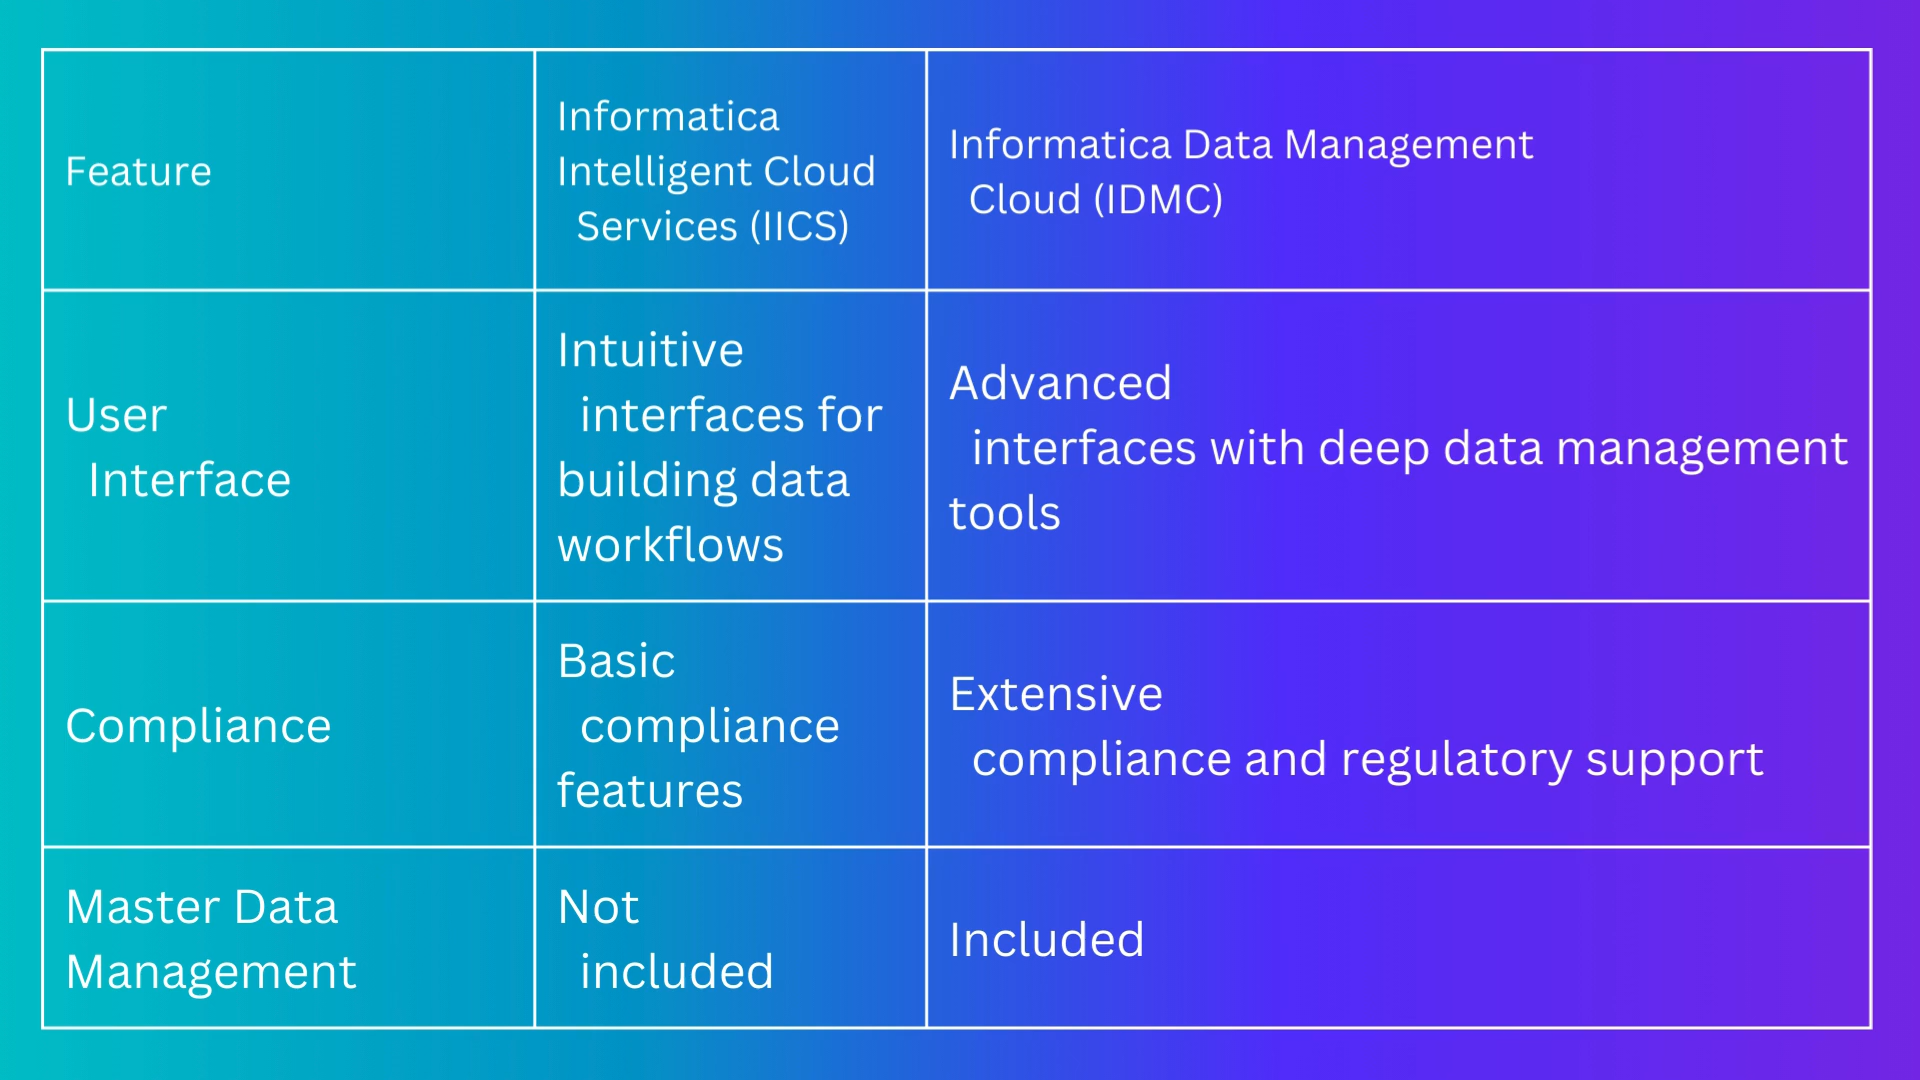 Feature
Informatica
Intelligent Cloud
Services (IICS)
Informatica Data Management
Cloud (IDMC)
User
Interface
Intuitive
interfaces for
building data
workflows
Advanced
interfaces with deep data management
tools
Compliance
Basic
compliance
features
Extensive
compliance and regulatory support
Master Data
Management
Not
included
Included